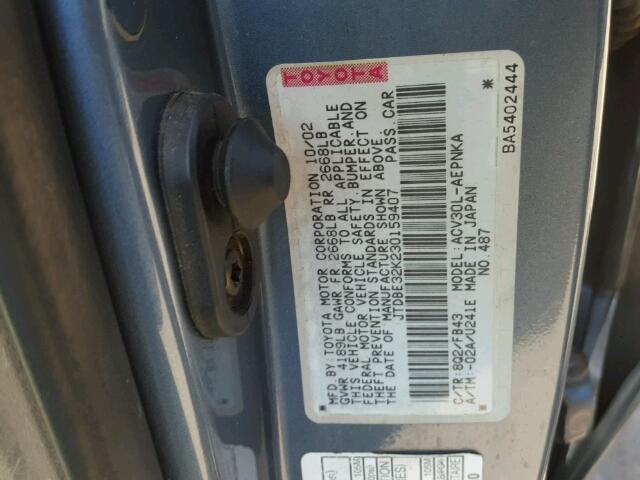 TOYOTA
MFD. BY: TOYOTA MOTOR CORPORATION 10/02
GVWR 4189LB GAWR FR 2668LB RR 2668LB
THIS VEHICLE CONFORMS TO ALL APPLICABLE
FEDERAL MOTOR VEHICLE SAFETY, BUMPER, AND
THEFT PREVENTION STANDARDS IN EFFECT ON
THE DATE OF MANUFACTURE SHOWN ABOVE.
JTDBE32K230159407 PASS. CAR
*
C/TR: 8Q2/FB43 MODEL: ACV30L-AEPNKA
A/TM: -02A/U241E MADE IN JAPAN
NO. 487
BA5402444